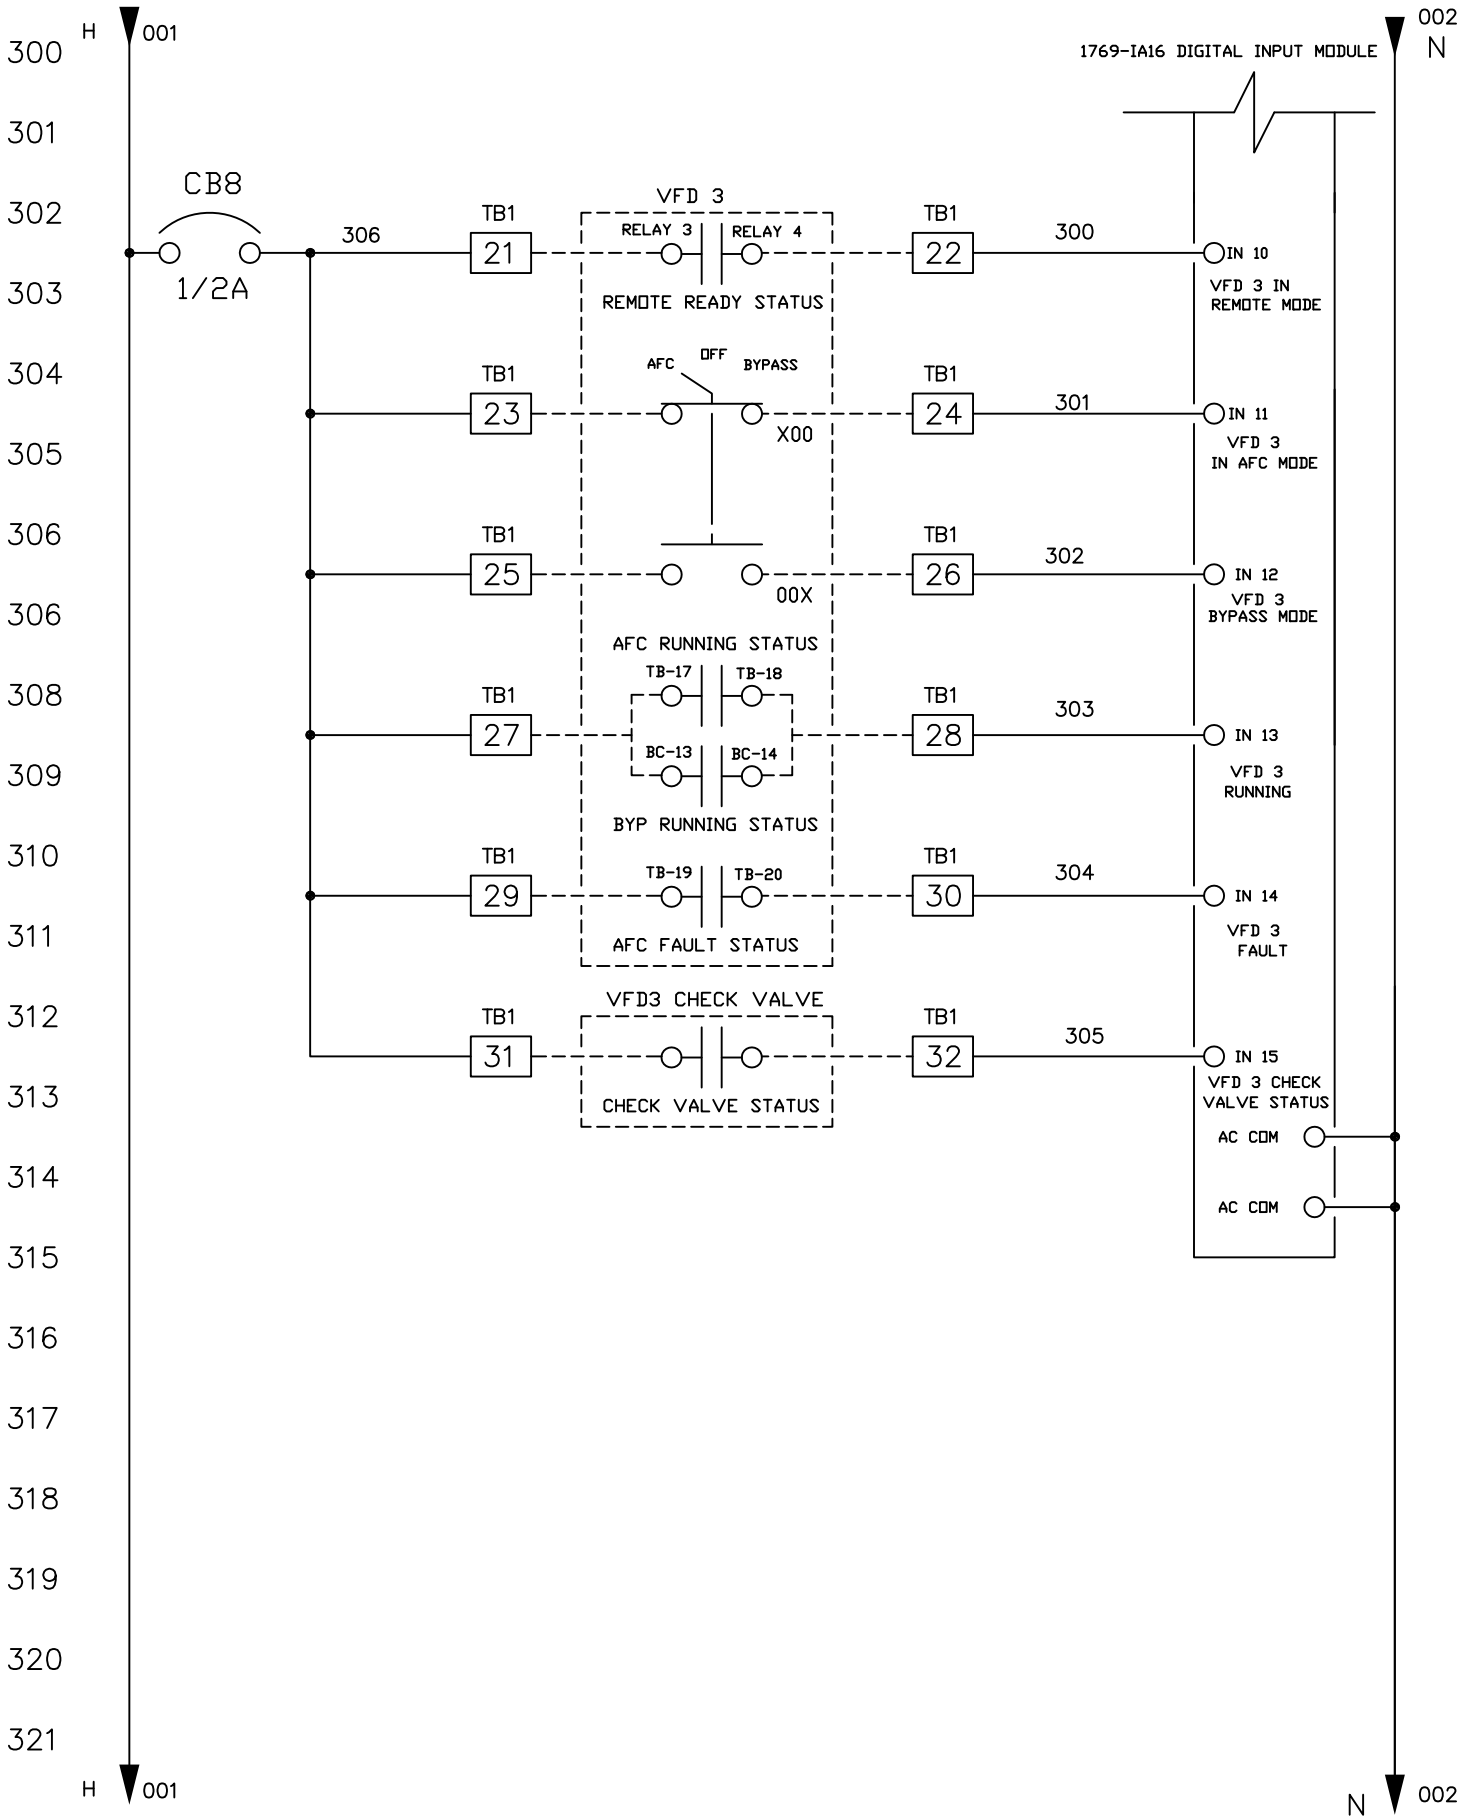 H 001
002
300
1769-IA16 DIGITAL INPUT MODULE
N
301
CB8
302
VFD 3
TB1
TB1
RELAY 3
RELAY 4
306
21
22
300
IN 10
1/2A
303
REMOTE READY STATUS
VFD 3 IN
REMOTE MODE
304
AFC
OFF
BYPASS
TB1
TB1
23
24
301
IN 11
X00
305
VFD 3
IN AFC MODE
306
TB1
TB1
25
26
302
IN 12
00X
306
VFD 3
BYPASS MODE
AFC RUNNING STATUS
TB-17
TB-18
308
TB1
TB1
27
28
303
IN 13
BC-13
BC-14
309
VFD 3
RUNNING
BYP RUNNING STATUS
310
TB1
TB1
TB-19
TB-20
29
30
304
IN 14
311
AFC FAULT STATUS
VFD 3
FAULT
312
VFD3 CHECK VALVE
TB1
TB1
31
32
305
IN 15
313
CHECK VALVE STATUS
VFD 3 CHECK
VALVE STATUS
AC COM
314
AC COM
315
316
317
318
319
320
321
H 001
N 002